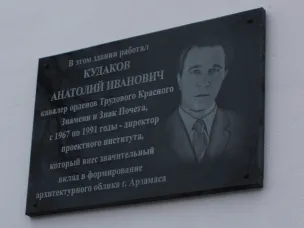 В этом здании работал
КУДАКОВ
АНАТОЛИЙ ИВАНОВИЧ
кавалер орденов Трудового Красного
Знамени и Знак Почета,
с 1967 по 1991 годы - директор
проектного института,
который внес значительный
вклад в формирование
архитектурного облика г. Арзамаса